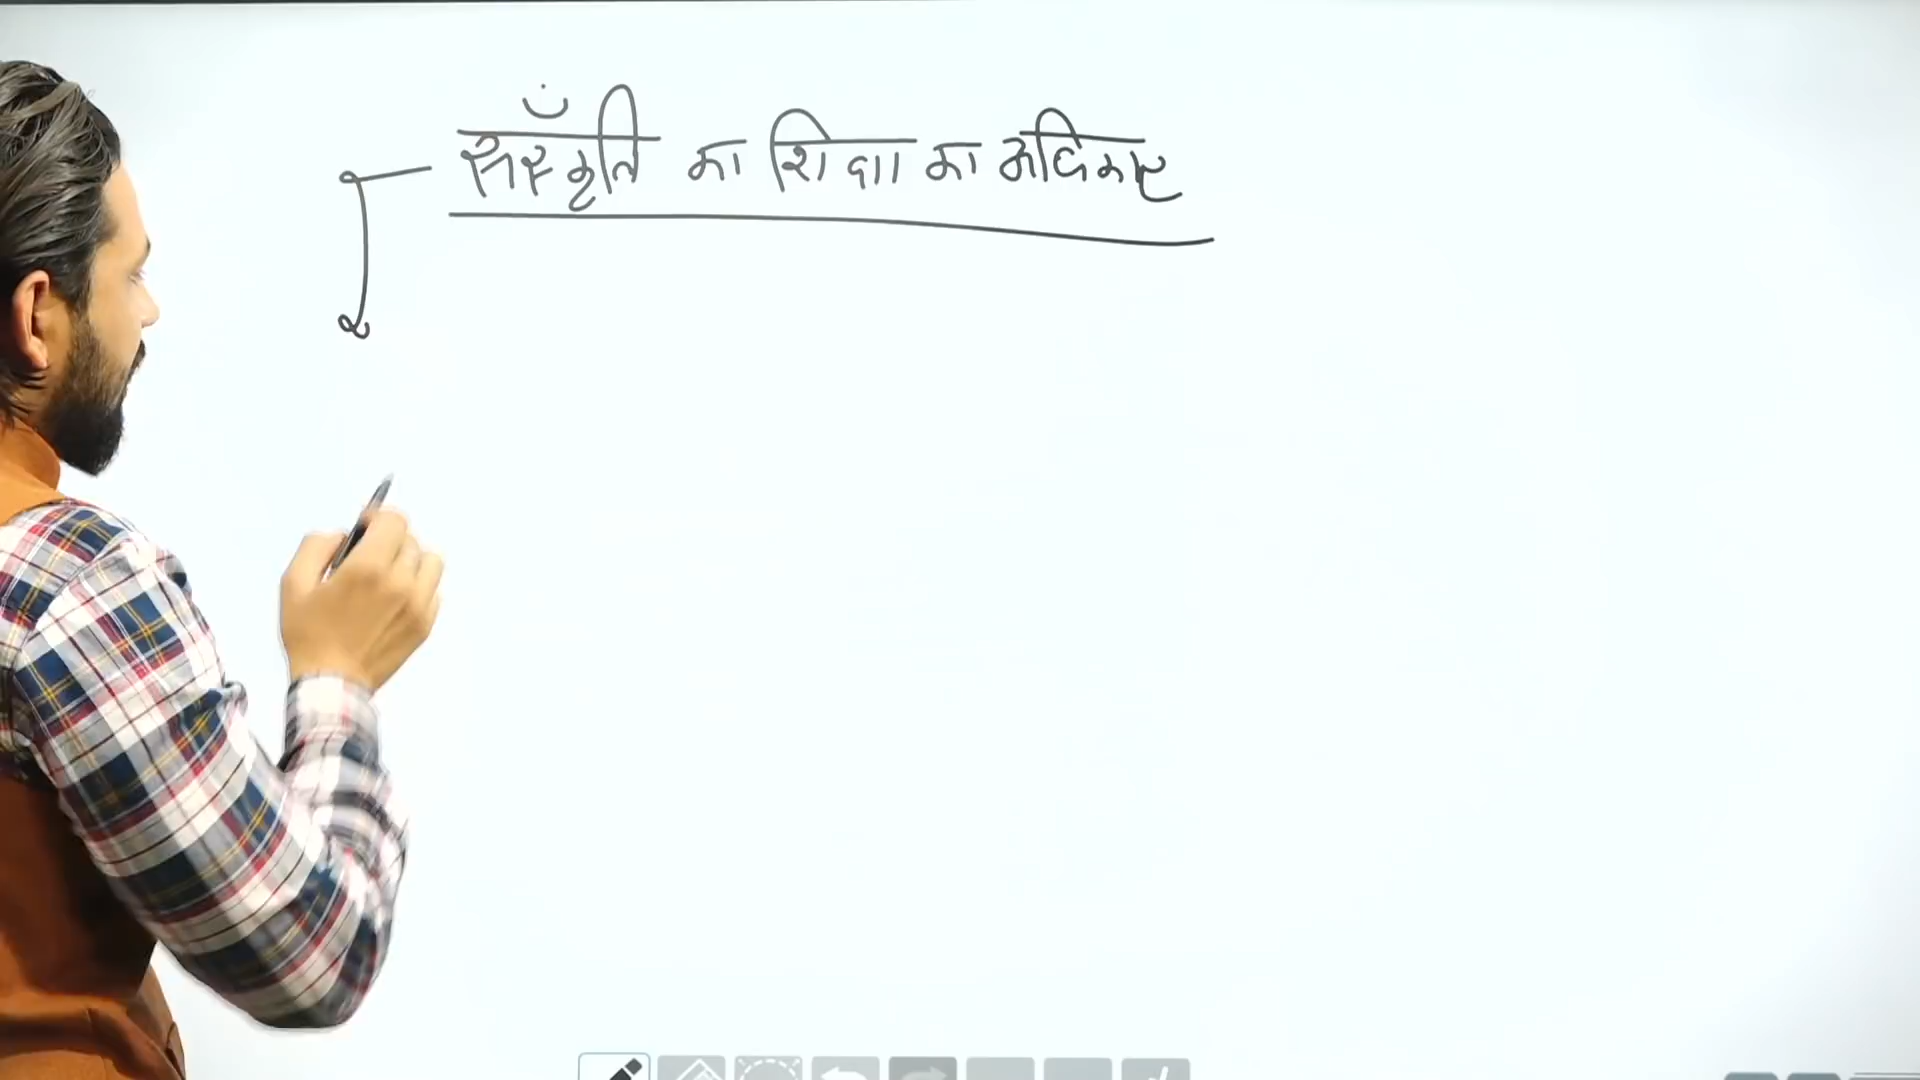 संस्कृति का शिक्षा का अधिकार